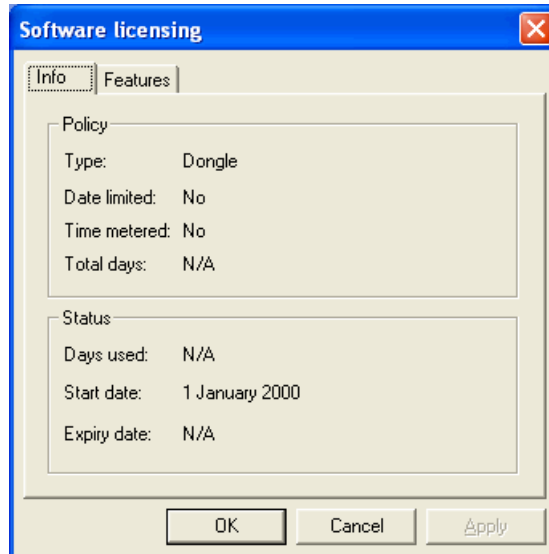 Software licensing
Info Features
Policy
Type: Dongle
Date limited: No
Time metered: No
Total days: N/A
Status
Days used: N/A
Start date: 1 January 2000
Expiry date: N/A
OK Cancel Apply